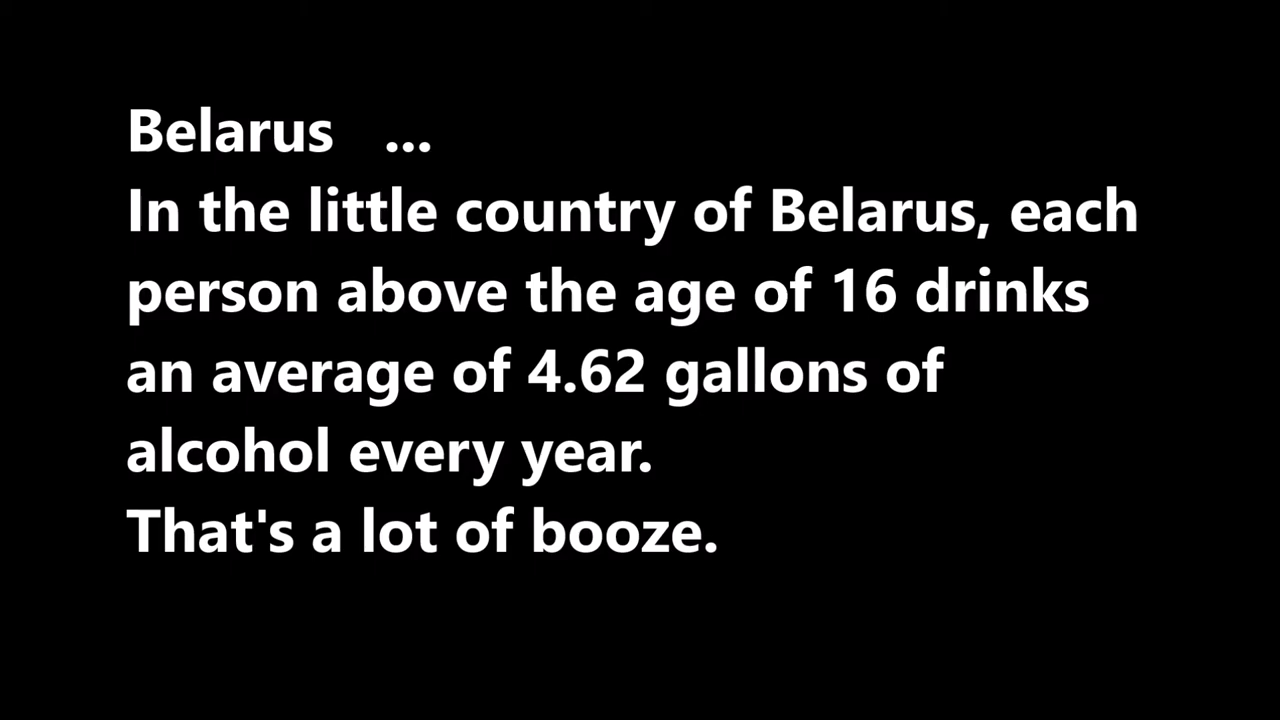 Belarus   ...
In the little country of Belarus, each
person above the age of 16 drinks
an average of 4.62 gallons of
alcohol every year.
That's a lot of booze.